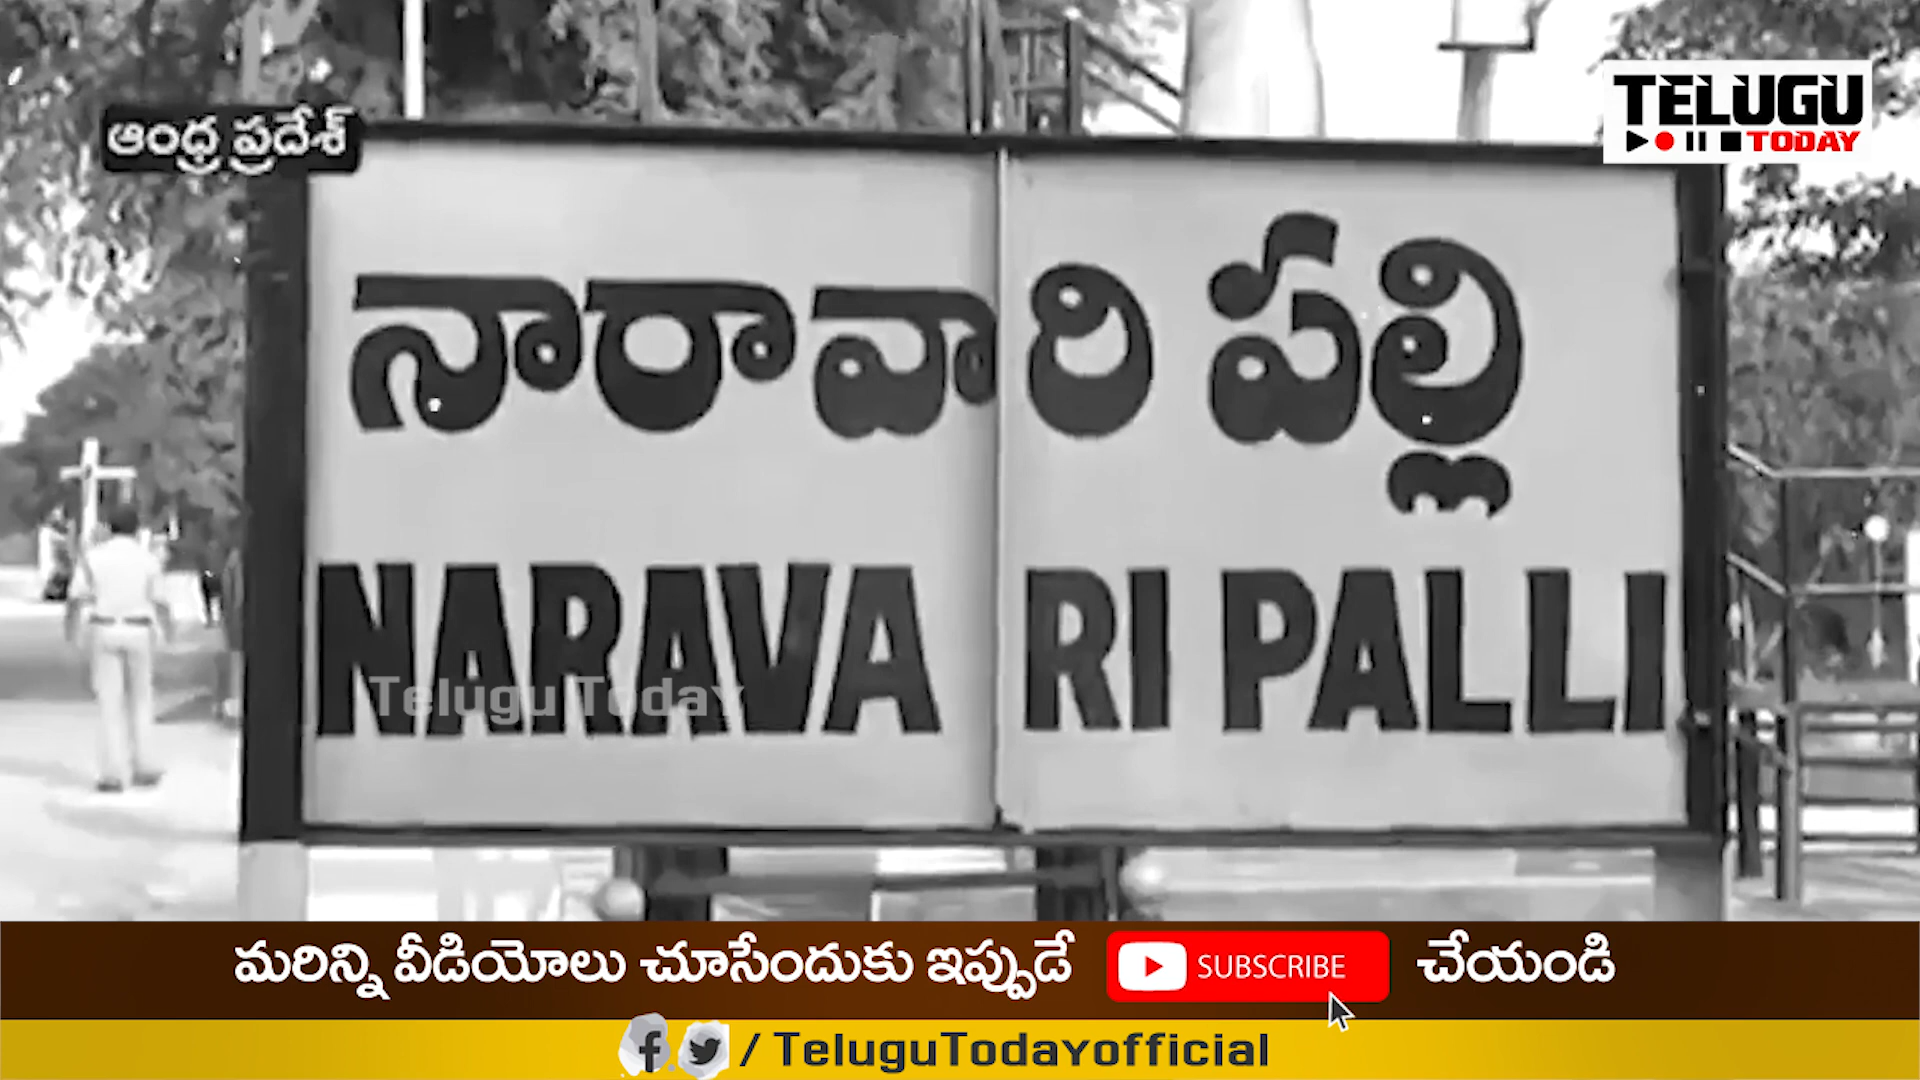 ఆంధ్ర ప్రదేశ్
TELUGU
TODAY
నారావారి పల్లి
NARAVA RI PALLI
Telugu Today
మరిన్ని వీడియోలు చూసేందుకు ఇప్పుడే SUBSCRIBE చేయండి
/ TeluguTodayofficial